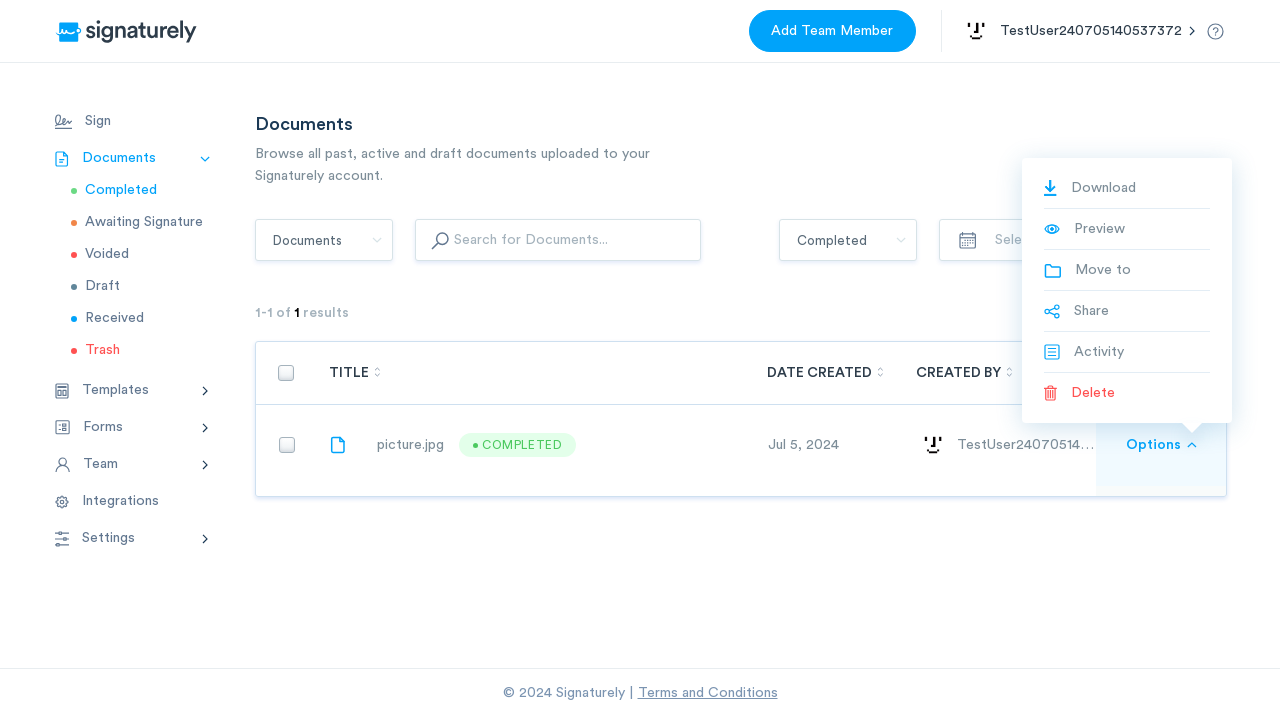 signaturely
Add Team Member
TestUser240705140537372
Sign
Documents
Completed
Awaiting Signature
Voided
Draft
Received
Trash
Templates
Forms
Team
Integrations
Settings
Documents
Browse all past, active and draft documents uploaded to your
Signaturely account.
Documents
Search for Documents...
Completed
1-1 of 1 results
TITLE
DATE CREATED
CREATED BY
picture.jpg
COMPLETED
Jul 5, 2024
TestUser24070514...
Options
Download
Preview
Move to
Share
Activity
Delete
© 2024 Signaturely | Terms and Conditions